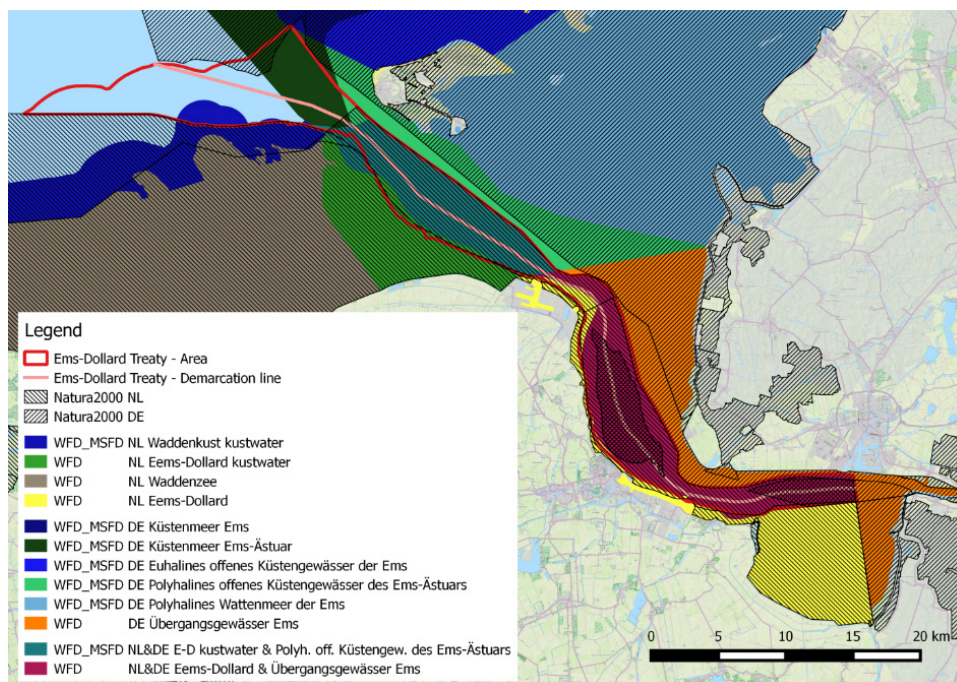 Legend
Ems-Dollard Treaty - Area
Ems-Dollard Treaty - Demarcation line
Natura2000 NL
Natura2000 DE
WFD_MSFD NL Waddenkust kustwater
WFD NL Eems-Dollard kustwater
WFD NL Waddenzee
WFD NL Eems-Dollard
WFD_MSFD DE Küstenmeer Ems
WFD_MSFD DE Küstenmeer Ems-Ästuar
WFD_MSFD DE Euhalines offenes Küstengewässer der Ems
WFD_MSFD DE Polyhalines offenes Küstengewässer des Ems-Ästuars
WFD_MSFD DE Polyhalines Wattenmeer der Ems
WFD DE Übergangsgewässer Ems
WFD_MSFD NL&DE E-D kustwater & Polyh. off. Küstengew. des Ems-Ästuars
WFD NL&DE Eems-Dollard & Übergangsgewässer Ems
0 5 10 15 20 km